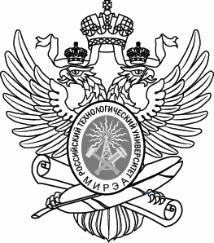 РОССИЙСКИЙ ТЕХНОЛОГИЧЕСКИЙ УНИВЕРСИТЕТ
МИРЭА